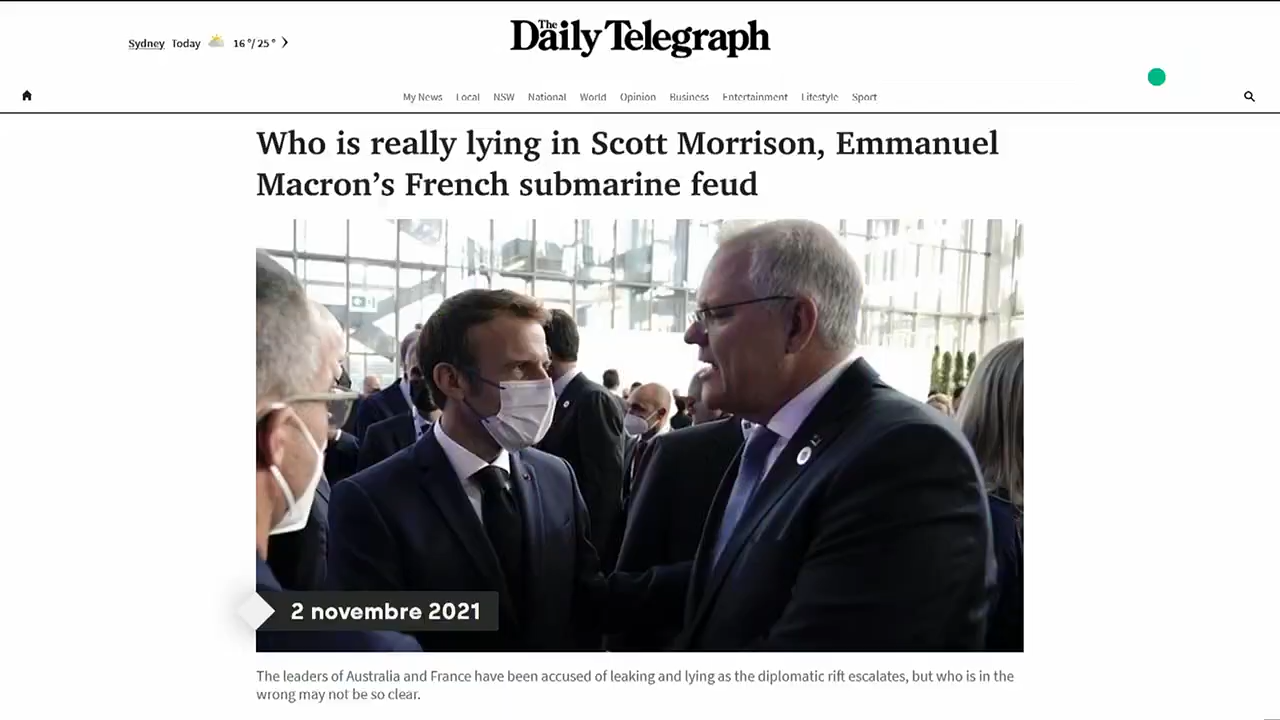 The Daily Telegraph
Sydney Today 16°/25°
My News Local NSW National World Opinion Business Entertainment Lifestyle Sport
Who is really lying in Scott Morrison, Emmanuel
Macron’s French submarine feud
2 novembre 2021
The leaders of Australia and France have been accused of leaking and lying as the diplomatic rift escalates, but who is in the
wrong may not be so clear.